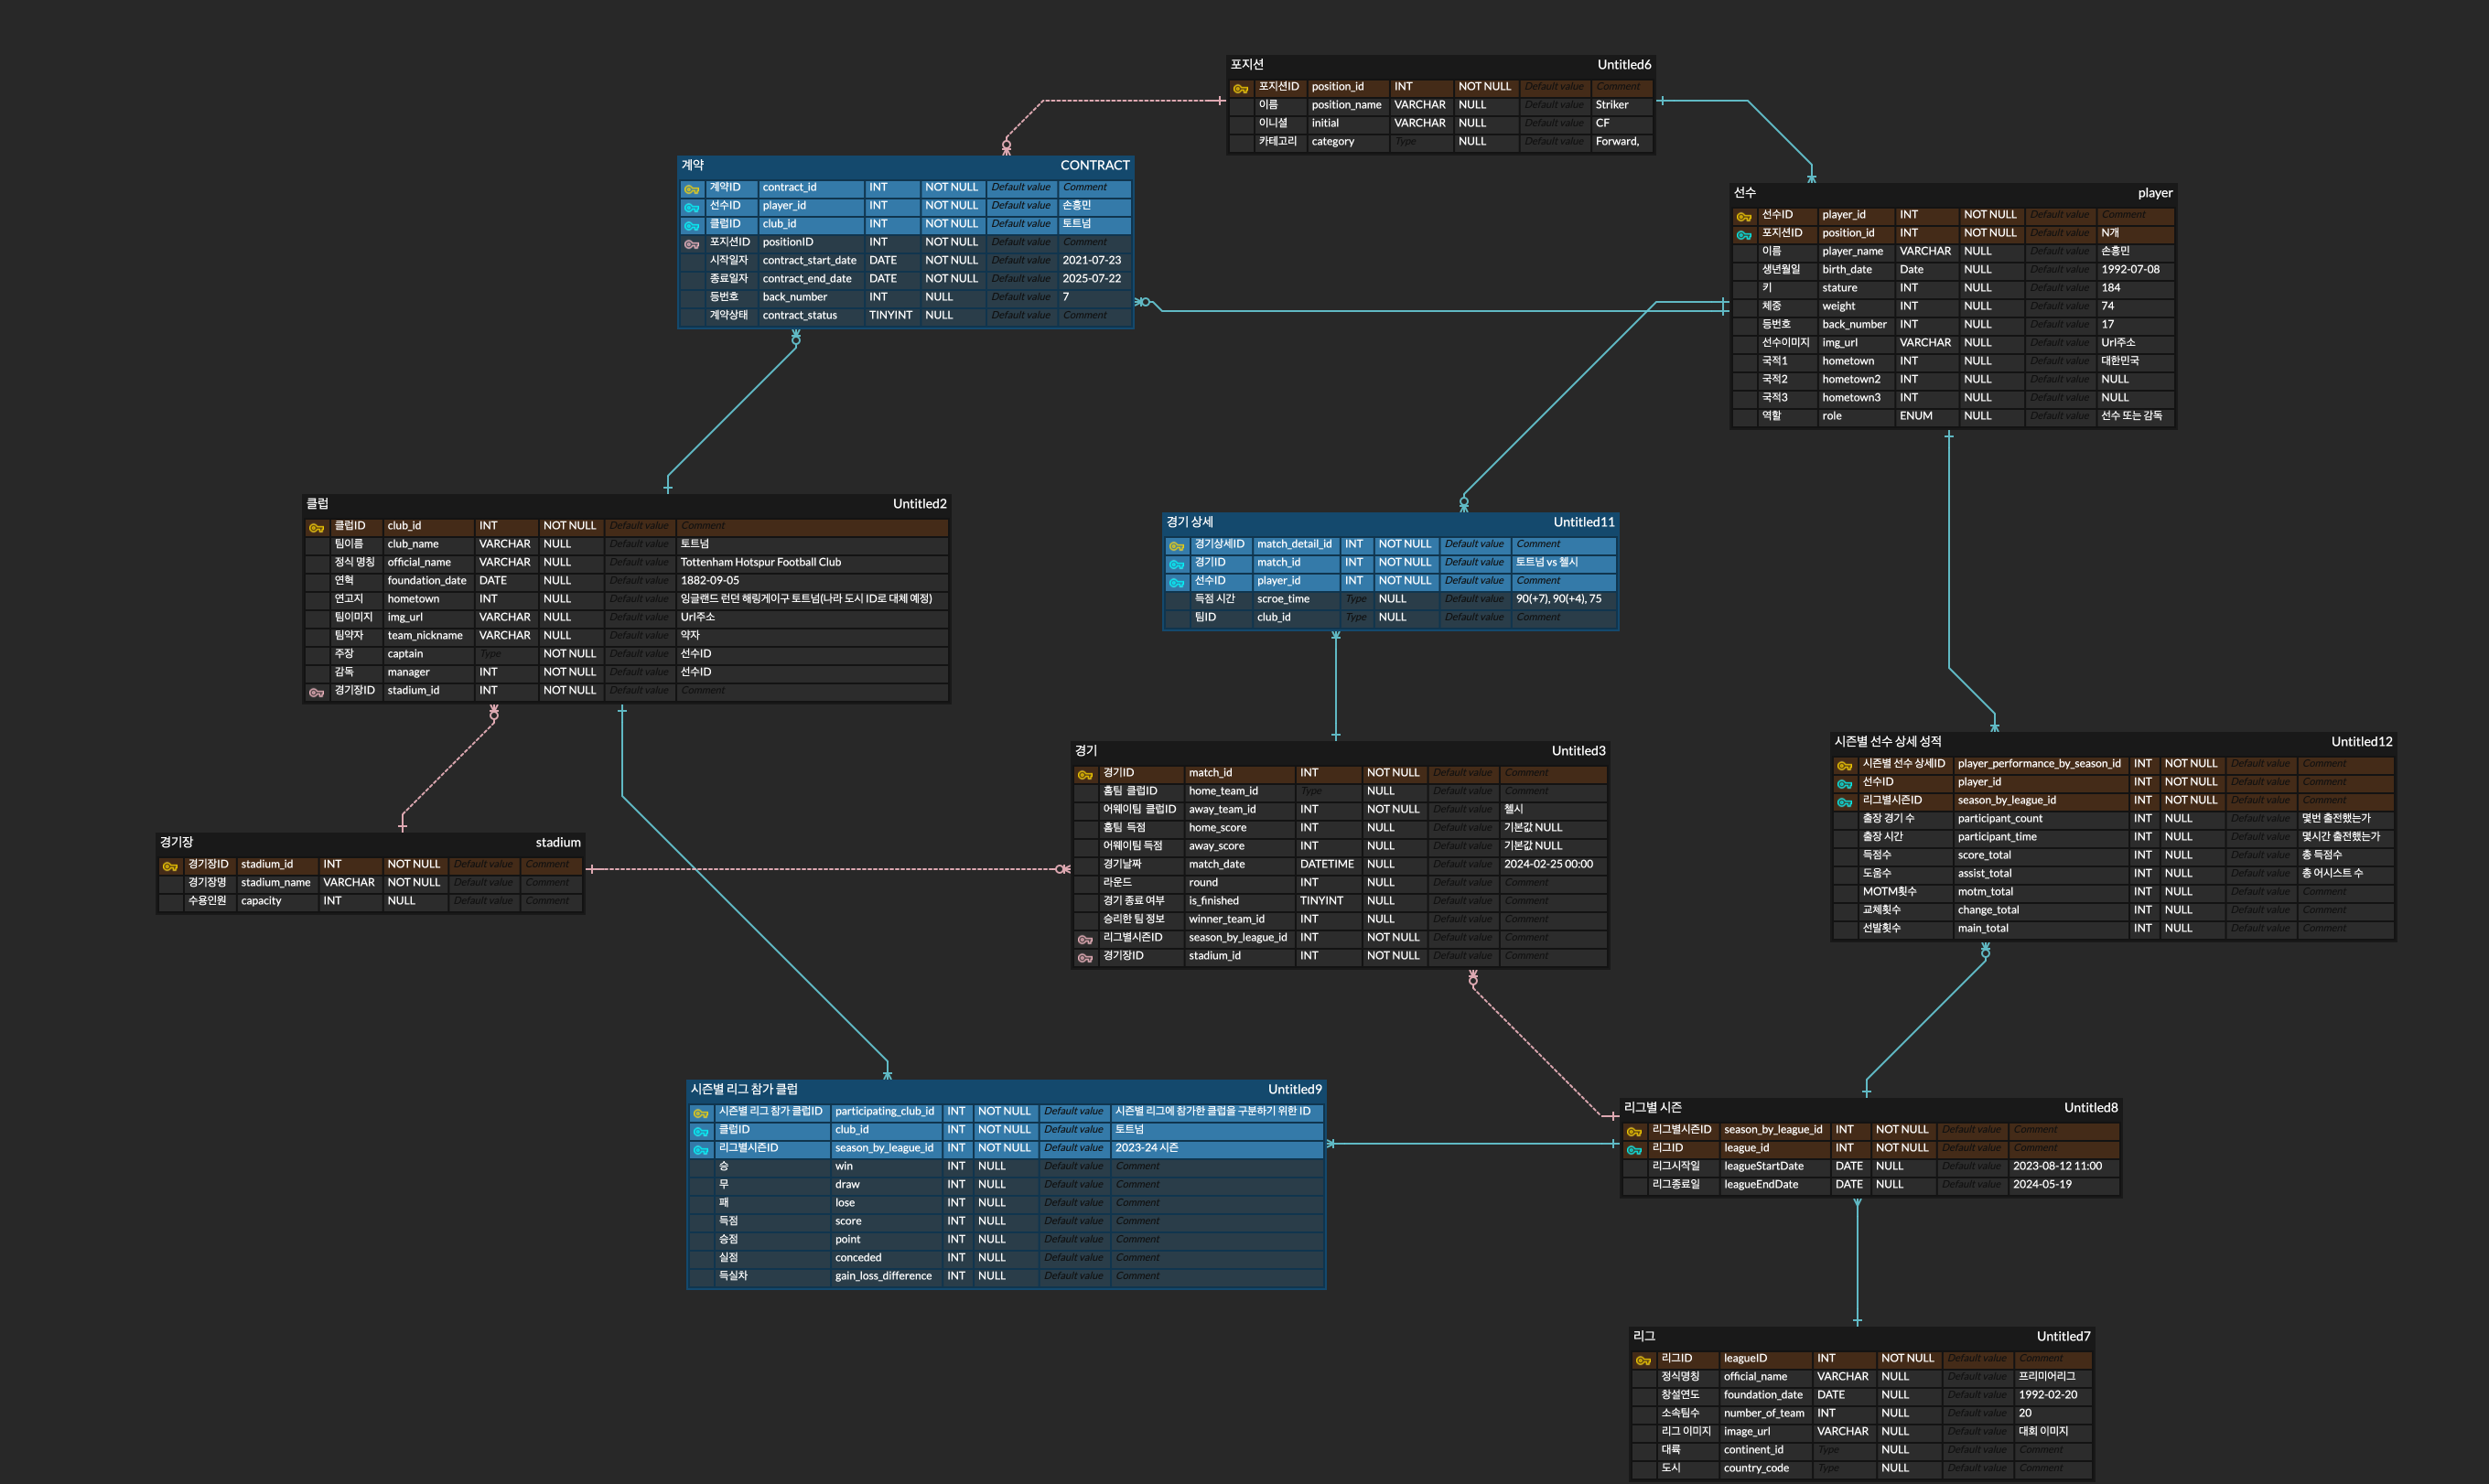 포지션 Untitled6
포지션ID position_id INT NOT NULL Default value Comment
이름 position_name VARCHAR NULL Default value Striker
이니셜 initial VARCHAR NULL Default value CF
카테고리 category Type NULL Default value Forward,
계약 CONTRACT
계약ID contract_id INT NOT NULL Default value Comment
선수ID player_id INT NOT NULL Default value 손흥민
클럽ID club_id INT NOT NULL Default value 토트넘
포지션ID positionID INT NOT NULL Default value Comment
시작일자 contract_start_date DATE NOT NULL Default value 2021-07-23
종료일자 contract_end_date DATE NOT NULL Default value 2025-07-22
등번호 back_number INT NULL Default value 7
계약상태 contract_status TINYINT NULL Default value Comment
선수 player
선수ID player_id INT NOT NULL Default value Comment
포지션ID position_id INT NOT NULL Default value N개
이름 player_name VARCHAR NULL Default value 손흥민
생년월일 birth_date Date NULL Default value 1992-07-08
키 stature INT NULL Default value 184
체중 weight INT NULL Default value 74
등번호 back_number INT NULL Default value 17
선수이미지 img_url VARCHAR NULL Default value Url주소
국적1 hometown INT NULL Default value 대한민국
국적2 hometown2 INT NULL Default value NULL
국적3 hometown3 INT NULL Default value NULL
역할 role ENUM NULL Default value 선수 또는 감독
클럽 Untitled2
클럽ID club_id INT NOT NULL Default value Comment
팀이름 club_name VARCHAR NULL Default value 토트넘
정식 명칭 official_name VARCHAR NULL Default value Tottenham Hotspur Football Club
연혁 foundation_date DATE NULL Default value 1882-09-05
연고지 hometown INT NULL Default value 잉글랜드 런던 해링게이구 토트넘(나라 도시 ID로 대체 예정)
팀이미지 img_url VARCHAR NULL Default value Url주소
팀약자 team_nickname VARCHAR NULL Default value 약자
주장 captain Type NOT NULL Default value 선수ID
감독 manager INT NOT NULL Default value 선수ID
경기장ID stadium_id INT NOT NULL Default value Comment
경기 상세 Untitled11
경기상세ID match_detail_id INT NOT NULL Default value Comment
경기ID match_id INT NOT NULL Default value 토트넘 vs 첼시
선수ID player_id INT NOT NULL Default value Comment
득점 시간 scroe_time Type NULL Default value 90(+7), 90(+4), 75
팀ID club_id Type NULL Default value Comment
경기 Untitled3
경기ID match_id INT NOT NULL Default value Comment
홈팀 클럽ID home_team_id Type NULL Default value Comment
어웨이팀 클럽ID away_team_id INT NOT NULL Default value 첼시
홈팀 득점 home_score INT NULL Default value 기본값 NULL
어웨이팀 득점 away_score INT NULL Default value 기본값 NULL
경기날짜 match_date DATETIME NULL Default value 2024-02-25 00:00
라운드 round INT NULL Default value Comment
경기 종료 여부 is_finished TINYINT NULL Default value Comment
승리한 팀 정보 winner_team_id INT NULL Default value Comment
리그별시즌ID season_by_league_id INT NOT NULL Default value Comment
경기장ID stadium_id INT NOT NULL Default value Comment
시즌별 선수 상세 성적 Untitled12
시즌별 선수 상세ID player_performance_by_season_id INT NOT NULL Default value Comment
선수ID player_id INT NOT NULL Default value Comment
리그별시즌ID season_by_league_id INT NOT NULL Default value Comment
출장 경기 수 participant_count INT NULL Default value 몇번 출전했는가
출장 시간 participant_time INT NULL Default value 몇시간 출전했는가
득점수 score_total INT NULL Default value 총 득점수
도움수 assist_total INT NULL Default value 총 어시스트 수
MOTM횟수 motm_total INT NULL Default value Comment
교체횟수 change_total INT NULL Default value Comment
선발횟수 main_total INT NULL Default value Comment
경기장 stadium
경기장ID stadium_id INT NOT NULL Default value Comment
경기장명 stadium_name VARCHAR NOT NULL Default value Comment
수용인원 capacity INT NULL Default value Comment
시즌별 리그 참가 클럽 Untitled9
시즌별 리그 참가 클럽ID participating_club_id INT NOT NULL Default value 시즌별 리그에 참가한 클럽을 구분하기 위한 ID
클럽ID club_id INT NOT NULL Default value 토트넘
리그별시즌ID season_by_league_id INT NOT NULL Default value 2023-24 시즌
승 win INT NULL Default value Comment
무 draw INT NULL Default value Comment
패 lose INT NULL Default value Comment
득점 score INT NULL Default value Comment
승점 point INT NULL Default value Comment
실점 conceded INT NULL Default value Comment
득실차 gain_loss_difference INT NULL Default value Comment
리그별 시즌 Untitled8
리그별시즌ID season_by_league_id INT NOT NULL Default value Comment
리그ID league_id INT NOT NULL Default value Comment
리그시작일 leagueStartDate DATE NULL Default value 2023-08-12 11:00
리그종료일 leagueEndDate DATE NULL Default value 2024-05-19
리그 Untitled7
리그ID leagueID INT NOT NULL Default value Comment
정식명칭 official_name VARCHAR NULL Default value 프리미어리그
창설연도 foundation_date DATE NULL Default value 1992-02-20
소속팀수 number_of_team INT NULL Default value 20
리그 이미지 image_url VARCHAR NULL Default value 대회 이미지
대륙 continent_id Type NULL Default value Comment
도시 country_code Type NULL Default value Comment